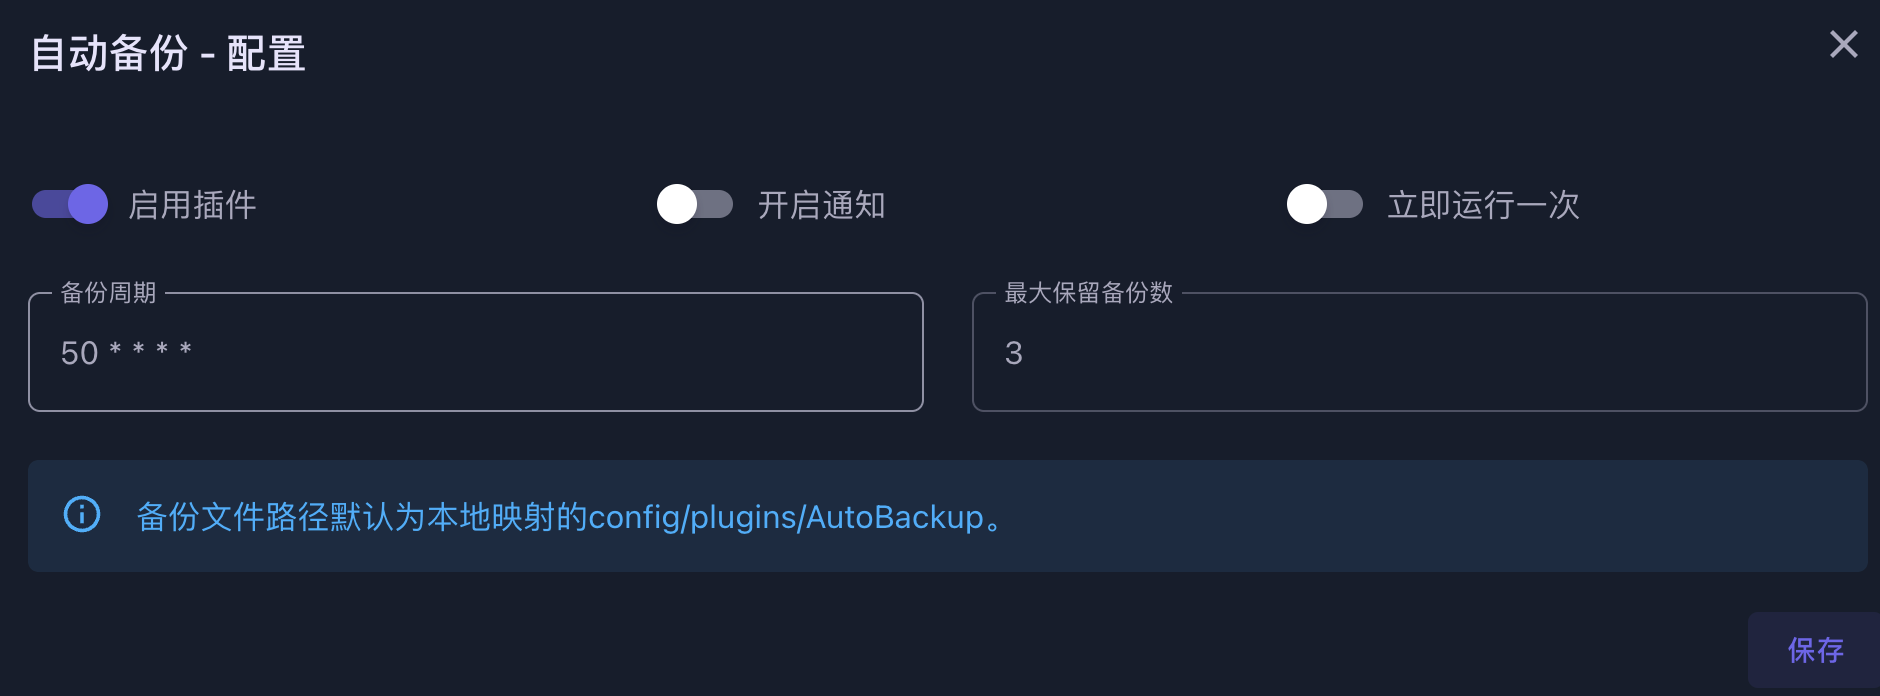 自动备份 - 配置
启用插件
开启通知
立即运行一次
备份周期
50 * * * *
最大保留备份数
3
备份文件路径默认为本地映射的config/plugins/AutoBackup。
保存